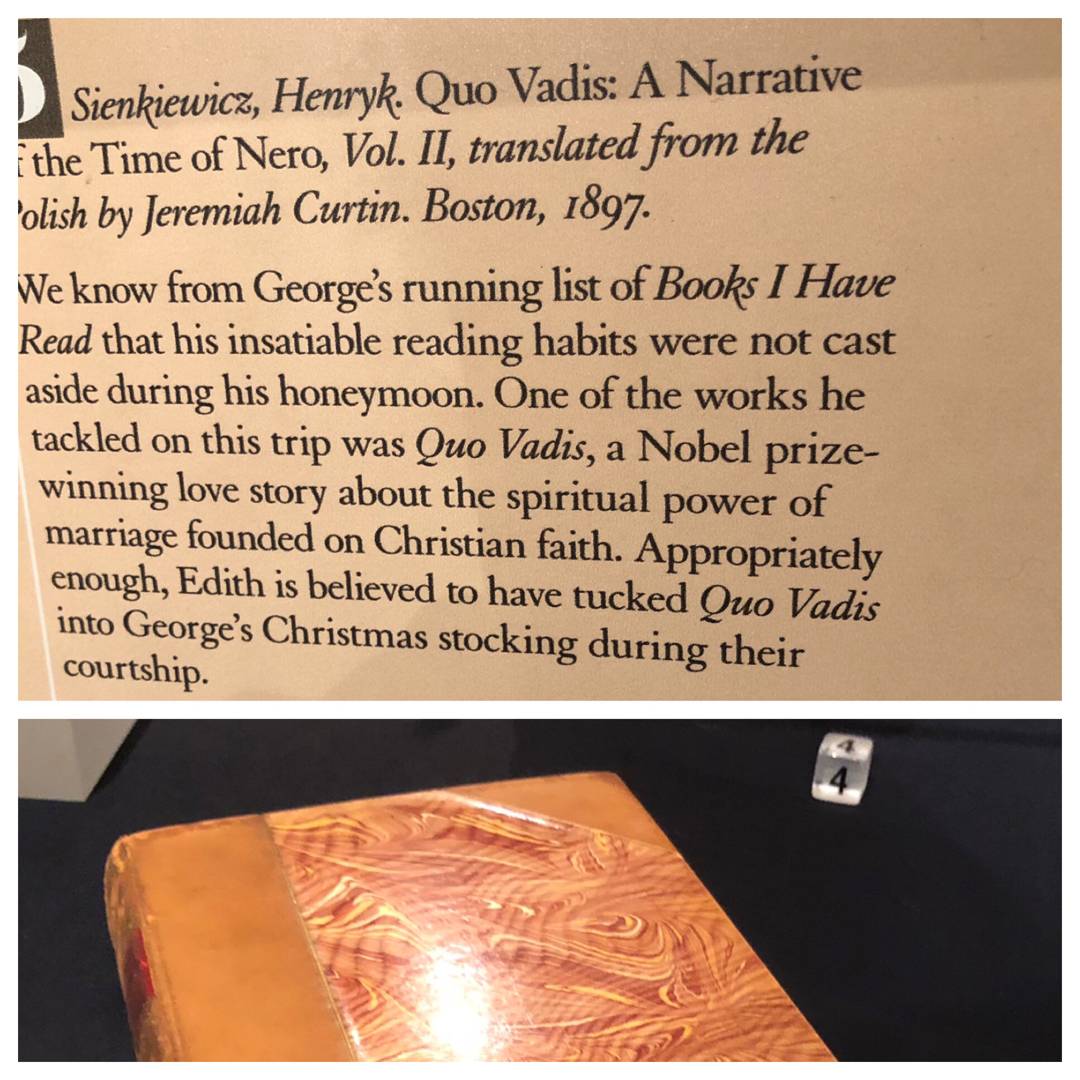 5 Sienkiewicz, Henryk. Quo Vadis: A Narrative
f the Time of Nero, Vol. II, translated from the
Polish by Jeremiah Curtin. Boston, 1897.
We know from George's running list of Books I Have
Read that his insatiable reading habits were not cast
aside during his honeymoon. One of the works he
tackled on this trip was Quo Vadis, a Nobel prize-
winning love story about the spiritual power of
marriage founded on Christian faith. Appropriately
enough, Edith is believed to have tucked Quo Vadis
into George's Christmas stocking during their
courtship.
4
4